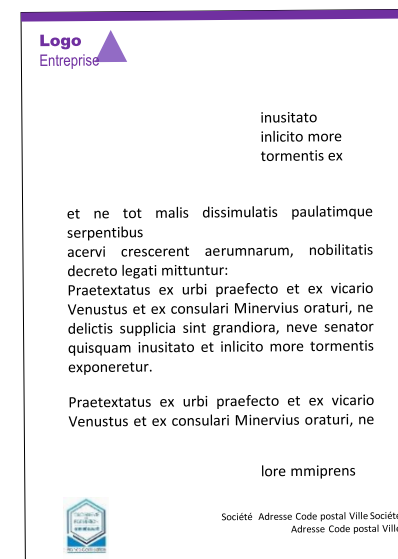 Logo
Entreprise
inusitato
inlicito more
tormentis ex
et ne tot malis dissimulatis paulatimque
serpentibus
acervi crescerent aerumnarum, nobilitatis
decreto legati mittuntur:
Praetextatus ex urbi praefecto et ex vicario
Venustus et ex consulari Minervius oraturi, ne
delictis supplicia sint grandiora, neve senator
quisquam inusitato et inlicito more tormentis
exponeretur.
Praetextatus ex urbi praefecto et ex vicario
Venustus et ex consulari Minervius oraturi, ne
lore mmiprens
Société Adresse Code postal Ville Société
Adresse Code postal Ville